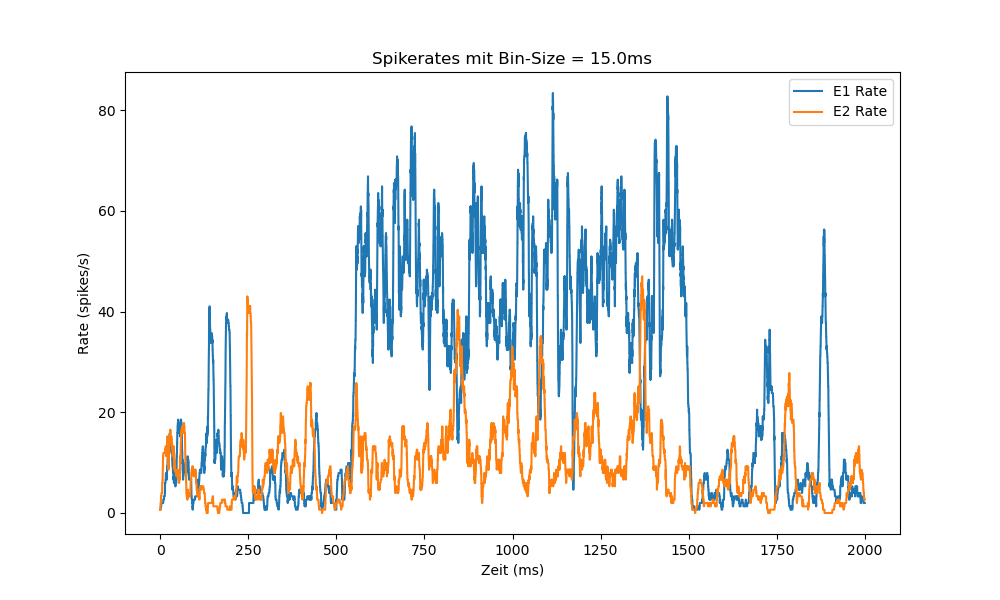 Spikerates mit Bin-Size = 15.0ms
E1 Rate
E2 Rate
Rate (spikes/s)
80
60
40
20
0
0 250 500 750 1000 1250 1500 1750 2000
Zeit (ms)